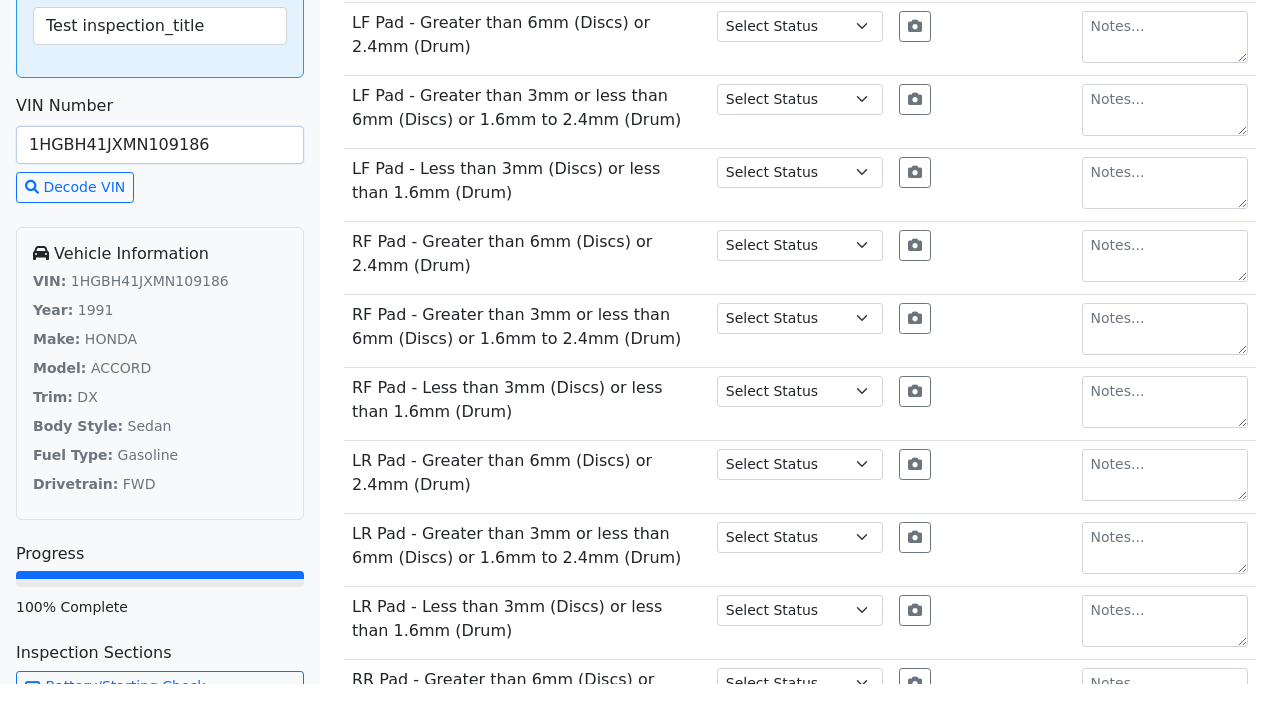 Test inspection_title
VIN Number
1HGBH41JXMN109186
Decode VIN
Vehicle Information
VIN: 1HGBH41JXMN109186
Year: 1991
Make: HONDA
Model: ACCORD
Trim: DX
Body Style: Sedan
Fuel Type: Gasoline
Drivetrain: FWD
Progress
100% Complete
Inspection Sections
Battery/Starting Check
LF Pad - Greater than 6mm (Discs) or
2.4mm (Drum)
Select Status
Notes...
LF Pad - Greater than 3mm or less than
6mm (Discs) or 1.6mm to 2.4mm (Drum)
Select Status
Notes...
LF Pad - Less than 3mm (Discs) or less
than 1.6mm (Drum)
Select Status
Notes...
RF Pad - Greater than 6mm (Discs) or
2.4mm (Drum)
Select Status
Notes...
RF Pad - Greater than 3mm or less than
6mm (Discs) or 1.6mm to 2.4mm (Drum)
Select Status
Notes...
RF Pad - Less than 3mm (Discs) or less
than 1.6mm (Drum)
Select Status
Notes...
LR Pad - Greater than 6mm (Discs) or
2.4mm (Drum)
Select Status
Notes...
LR Pad - Greater than 3mm or less than
6mm (Discs) or 1.6mm to 2.4mm (Drum)
Select Status
Notes...
LR Pad - Less than 3mm (Discs) or less
than 1.6mm (Drum)
Select Status
Notes...
RR Pad - Greater than 6mm (Discs) or
Select Status
Notes...